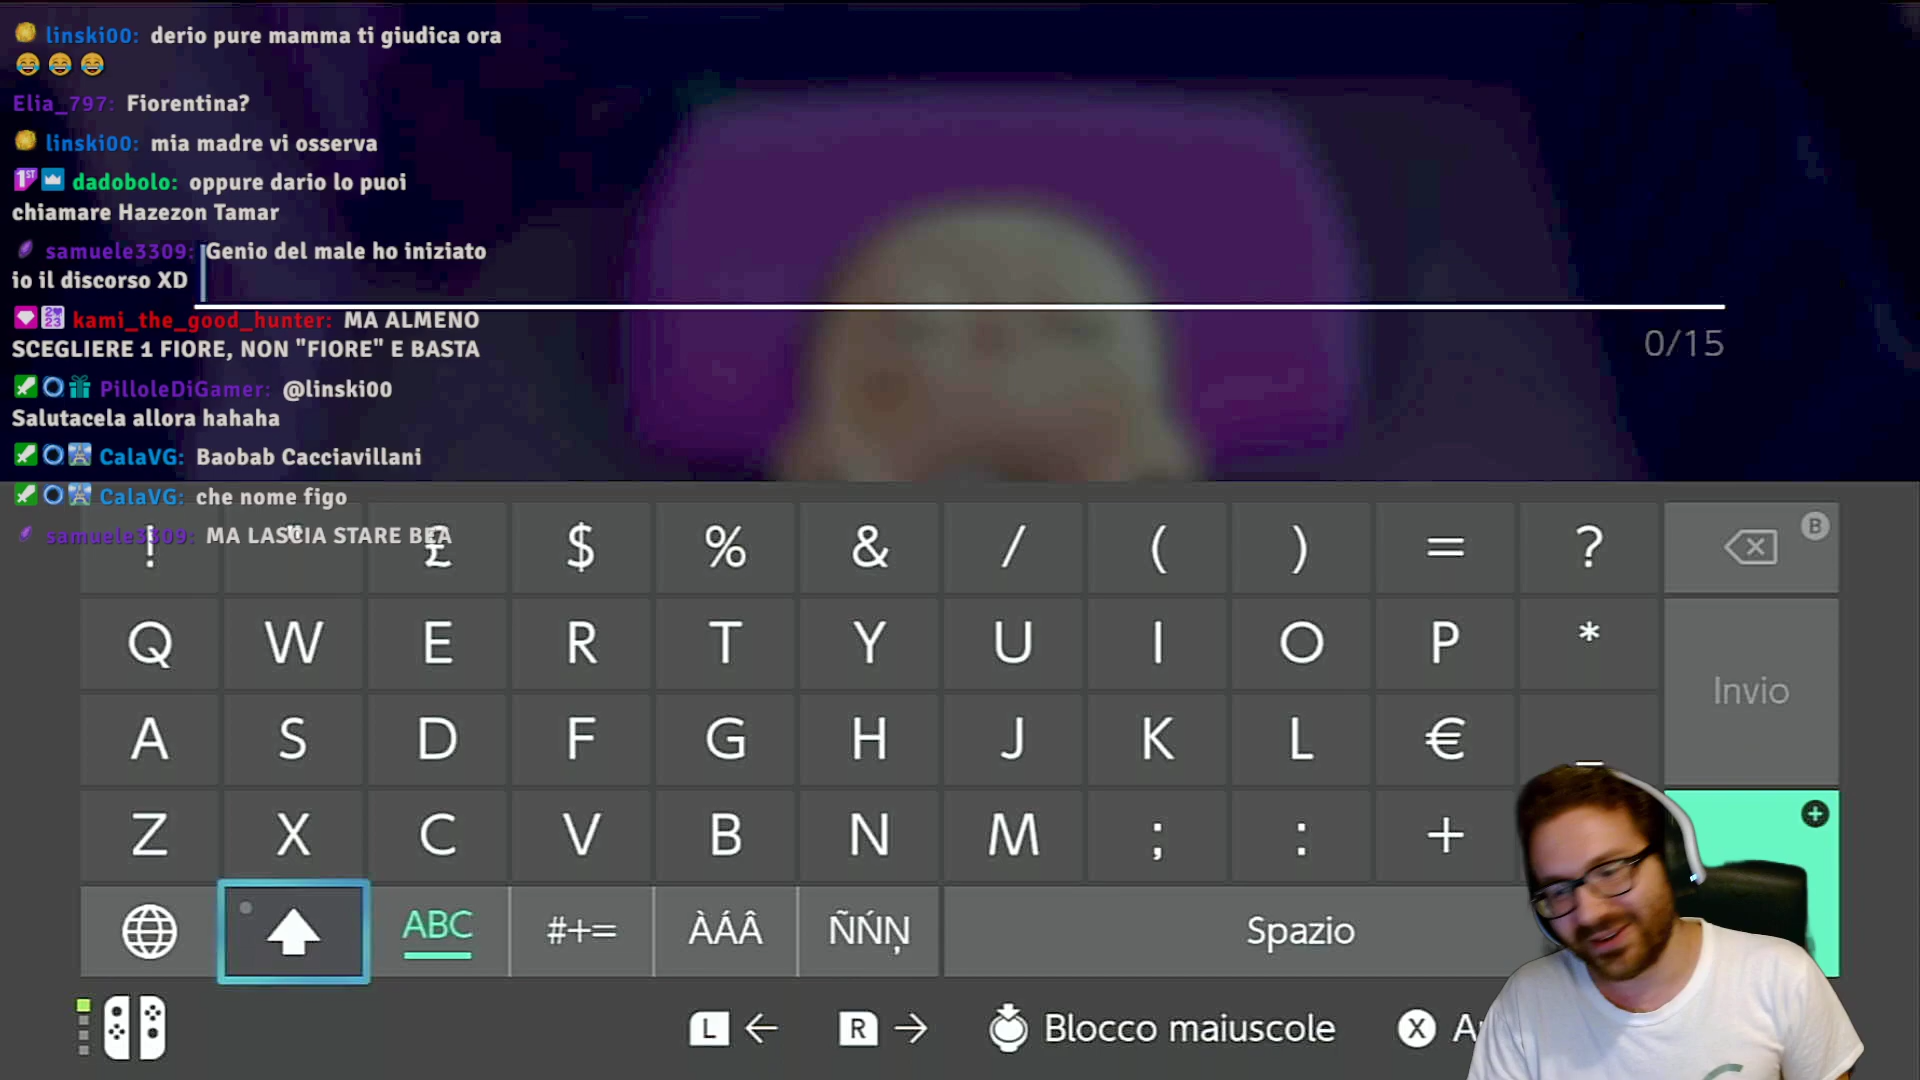 linski00: derio pure mamma ti giudica ora
😂 😂 😂
Elia_797: Fiorentina?
linski00: mia madre vi osserva
1ST dadobolo: oppure dario lo puoi
chiamare Hazezon Tamar
samuele3309: Genio del male ho iniziato
io il discorso XD
kami_the_good_hunter: MA ALMENO
SCEGLIERE 1 FIORE, NON "FIORE" E BASTA
0/15
PilloleDiGamer: @linski00
Salutacela allora hahaha
CalaVG: Baobab Cacciavillani
CalaVG: che nome figo
samuele3309: MA LASCIA STARE BEA
! " £ $ % & / ( ) = ? B
Q W E R T Y U I O P *
Invio
A S D F G H J K L € _
Z X C V B N M ; : + +
ABC #+= ÀÁÂ ÑŃŅ Spazio
L ← R → Blocco maiuscole X